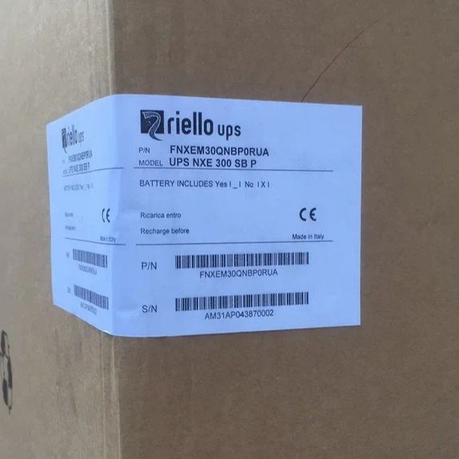 riello ups
P/N FNXEM30QNBP0RUA
MODEL UPS NXE 300 SB P
BATTERY INCLUDES Yes I _ I No I X I
Ricarica entro
CE
Recharge before
Made in Italy
P/N
FNXEM30QNBP0RUA
S/N
AM31AP043870002